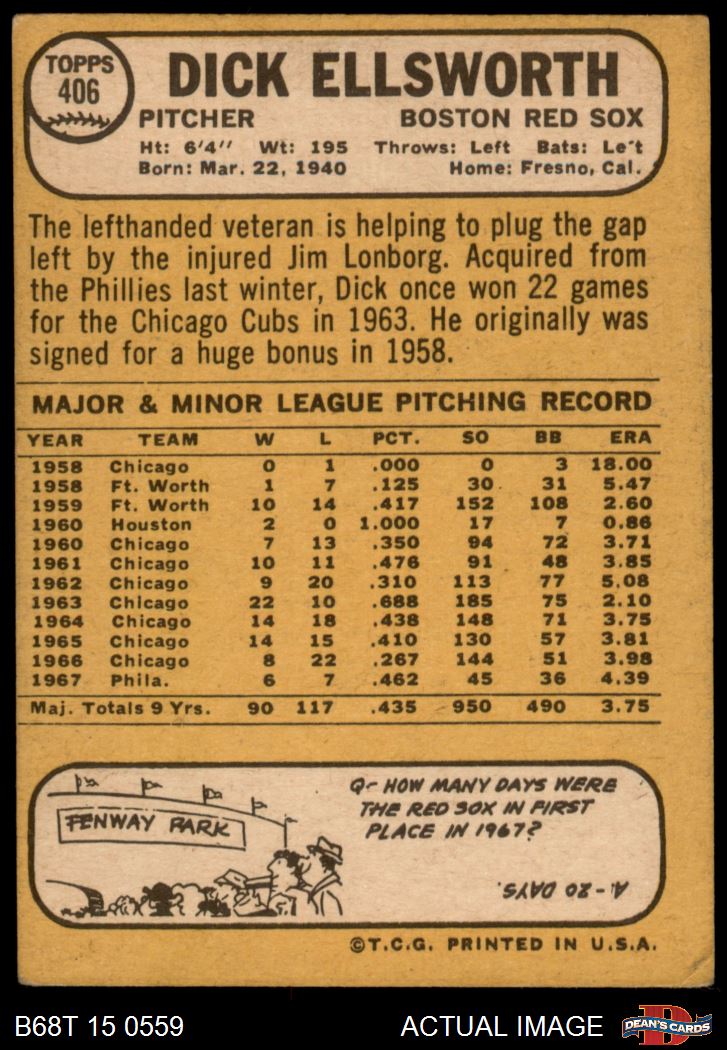 TOPPS
406
DICK ELLSWORTH
PITCHER BOSTON RED SOX
Ht: 6'4" Wt: 195 Throws: Left Bats: Le't
Born: Mar. 22, 1940 Home: Fresno, Cal.
The lefthanded veteran is helping to plug the gap
left by the injured Jim Lonborg. Acquired from
the Phillies last winter, Dick once won 22 games
for the Chicago Cubs in 1963. He originally was
signed for a huge bonus in 1958.
MAJOR & MINOR LEAGUE PITCHING RECORD
YEAR TEAM W L PCT. SO BB ERA
1958 Chicago 0 1 .000 0 3 18.00
1958 Ft. Worth 1 7 .125 30 31 5.47
1959 Ft. Worth 10 14 .417 152 108 2.60
1960 Houston 2 0 1.000 17 7 0.86
1960 Chicago 7 13 .350 94 72 3.71
1961 Chicago 10 11 .476 91 48 3.85
1962 Chicago 9 20 .310 113 77 5.08
1963 Chicago 22 10 .688 185 75 2.10
1964 Chicago 14 18 .438 148 71 3.75
1965 Chicago 14 15 .410 130 57 3.81
1966 Chicago 8 22 .267 144 51 3.98
1967 Phila. 6 7 .462 45 36 4.39
Maj. Totals 9 Yrs. 90 117 .435 950 490 3.75
FENWAY PARK
Q- HOW MANY DAYS WERE
THE RED SOX IN FIRST
PLACE IN 1967?
A- 20 DAYS.
©T.C.G. PRINTED IN U.S.A.
B68T 15 0559 ACTUAL IMAGE
D
DEAN'S CARDS